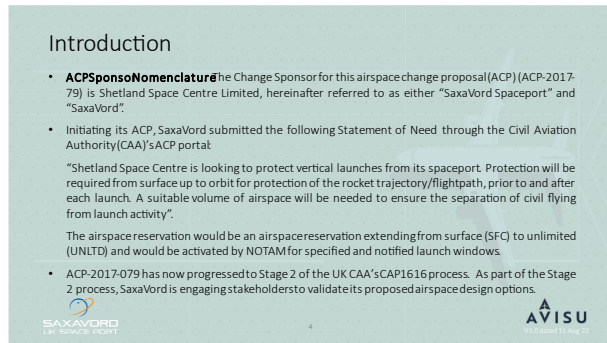 Introduction
• ACPSponsoNomenclature The Change Sponsor for this airspace change proposal (ACP) (ACP-2017-
79) is Shetland Space Centre Limited, hereinafter referred to as either “SaxaVord Spaceport” and
“SaxaVord”.
• Initiating its ACP, SaxaVord submitted the following Statement of Need through the Civil Aviation
Authority (CAA)’s ACP portal:
“Shetland Space Centre is looking to protect vertical launches from its spaceport. Protection will be
required from surface up to orbit for protection of the rocket trajectory/flightpath, prior to and after
each launch. A suitable volume of airspace will be needed to ensure the separation of civil flying
from launch activity”.
The airspace reservation would be an airspace reservation extending from surface (SFC) to unlimited
(UNLTD) and would be activated by NOTAM for specified and notified launch windows.
• ACP-2017-079 has now progressed to Stage 2 of the UK CAA’s CAP1616 process. As part of the Stage
2 process, SaxaVord is engaging stakeholders to validate its proposed airspace design options.
SAXAVORD
UK SPACE PORT
4
AVISU
V1.0 dated 31 Aug 22